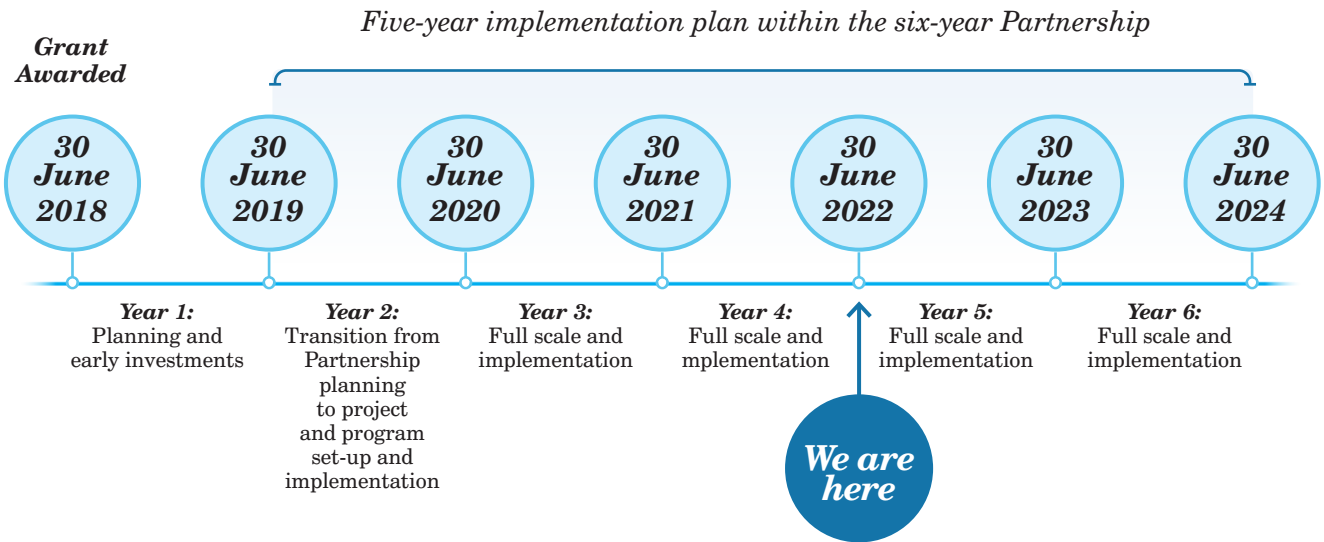 Five-year implementation plan within the six-year Partnership
Grant
Awarded
30
June
2018
30
June
2019
30
June
2020
30
June
2021
30
June
2022
30
June
2023
30
June
2024
Year 1:
Planning and
early investments
Year 2:
Transition from
Partnership
planning
to project
and program
set-up and
implementation
Year 3:
Full scale and
implementation
Year 4:
Full scale and
mplementation
Year 5:
Full scale and
implementation
Year 6:
Full scale and
implementation
We are
here